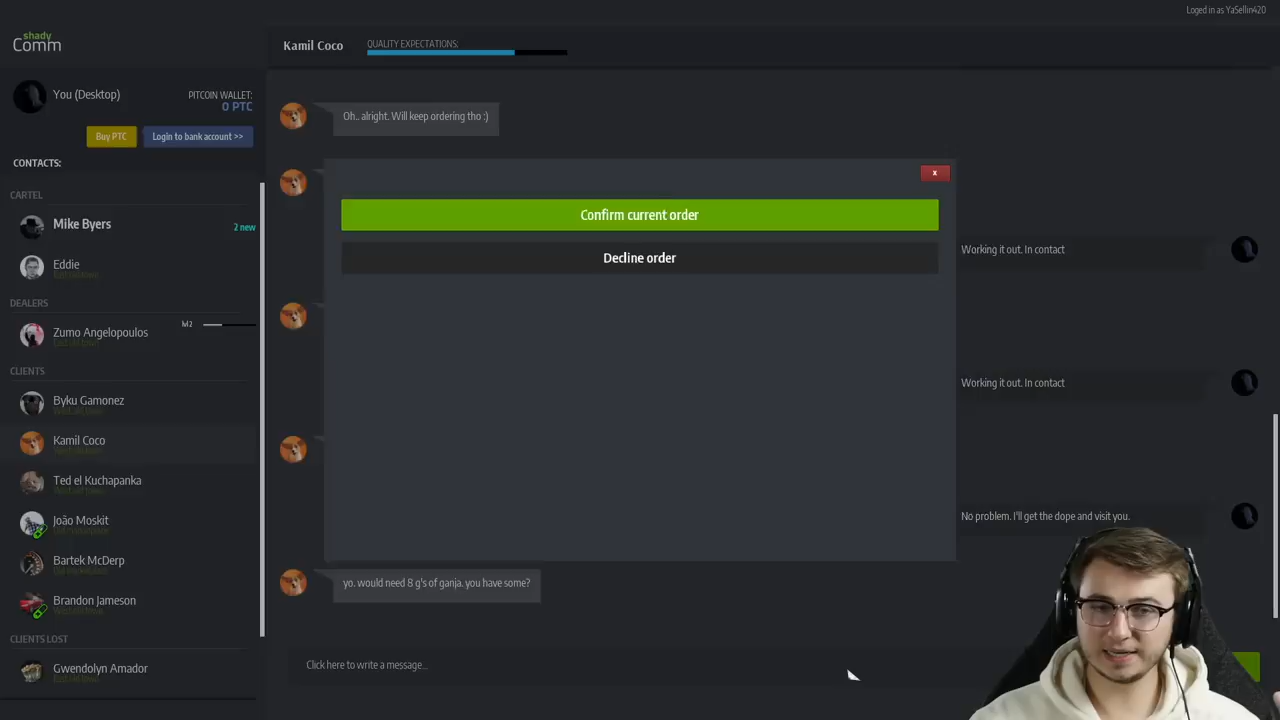 Loged in as YaSellin420
shady
Comm
You (Desktop)
PITCOIN WALLET:
0 PTC
Buy PTC
Login to bank account >>
CONTACTS:
CARTEL
Mike Byers
2 new
Eddie
DEALERS
Zumo Angelopoulos
lvl 2
CLIENTS
Byku Gamonez
Kamil Coco
Ted el Kuchapanka
João Moskit
Bartek McDerp
Brandon Jameson
CLIENTS LOST
Gwendolyn Amador
Kamil Coco
QUALITY EXPECTATIONS:
Oh.. alright. Will keep ordering tho :)
x
Confirm current order
Decline order
Working it out. In contact
Working it out. In contact
No problem. I'll get the dope and visit you.
yo. would need 8 g's of ganja. you have some?
Click here to write a message...